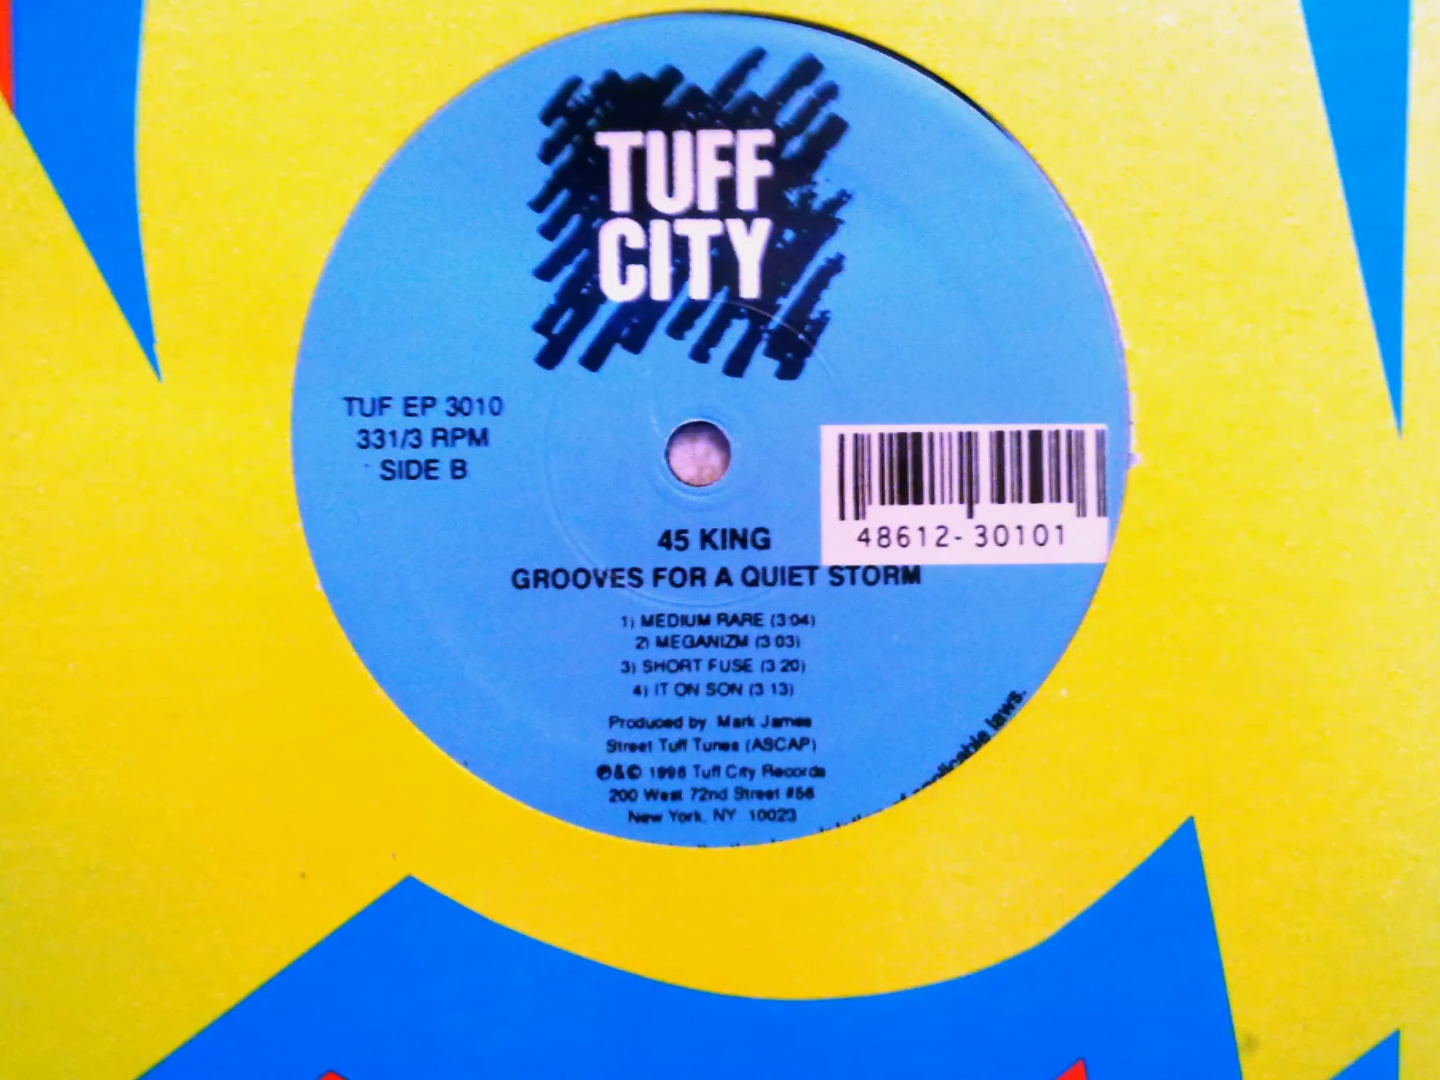 TUFF
CITY
TUF EP 3010
331/3 RPM
SIDE B
48612-30101
45 KING
GROOVES FOR A QUIET STORM
1) MEDIUM RARE (3:04)
2) MEGANIZM (3:03)
3) SHORT FUSE (3:20)
4) IT ON SON (3:13)
Produced by Mark James
Street Tuff Tunes (ASCAP)
℗&© 1996 Tuff City Records
200 West 72nd Street #56
New York, NY 10023
applicable laws.